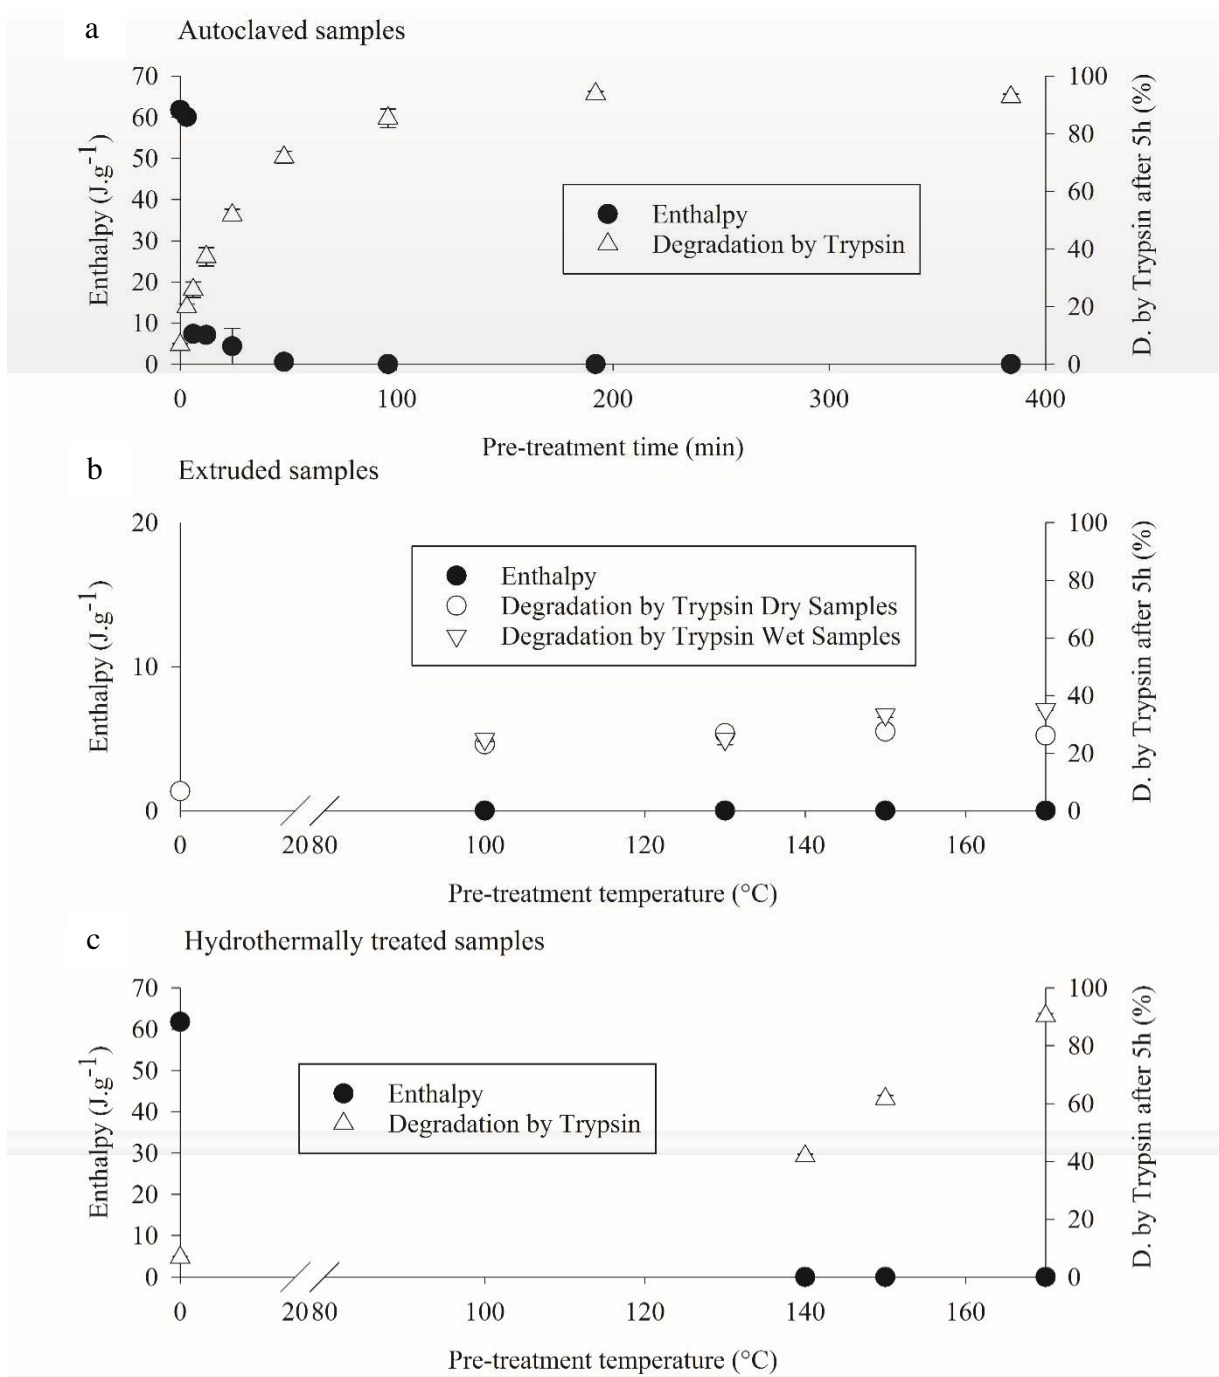 a Autoclaved samples
70 100
60 80
50
40 60
30 40
20
10 20
0 0
Enthalpy (J.g-1)
D. by Trypsin after 5h (%)
Enthalpy
Degradation by Trypsin
0 100 200 300 400
Pre-treatment time (min)
b Extruded samples
20 100
80
60
10
40
20
0 0
Enthalpy (J.g-1)
D. by Trypsin after 5h (%)
Enthalpy
Degradation by Trypsin Dry Samples
Degradation by Trypsin Wet Samples
0 20 80 100 120 140 160
Pre-treatment temperature (°C)
c Hydrothermally treated samples
70 100
60 80
50
40 60
30 40
20
10 20
0 0
Enthalpy (J.g-1)
D. by Trypsin after 5h (%)
Enthalpy
Degradation by Trypsin
0 20 80 100 120 140 160
Pre-treatment temperature (°C)